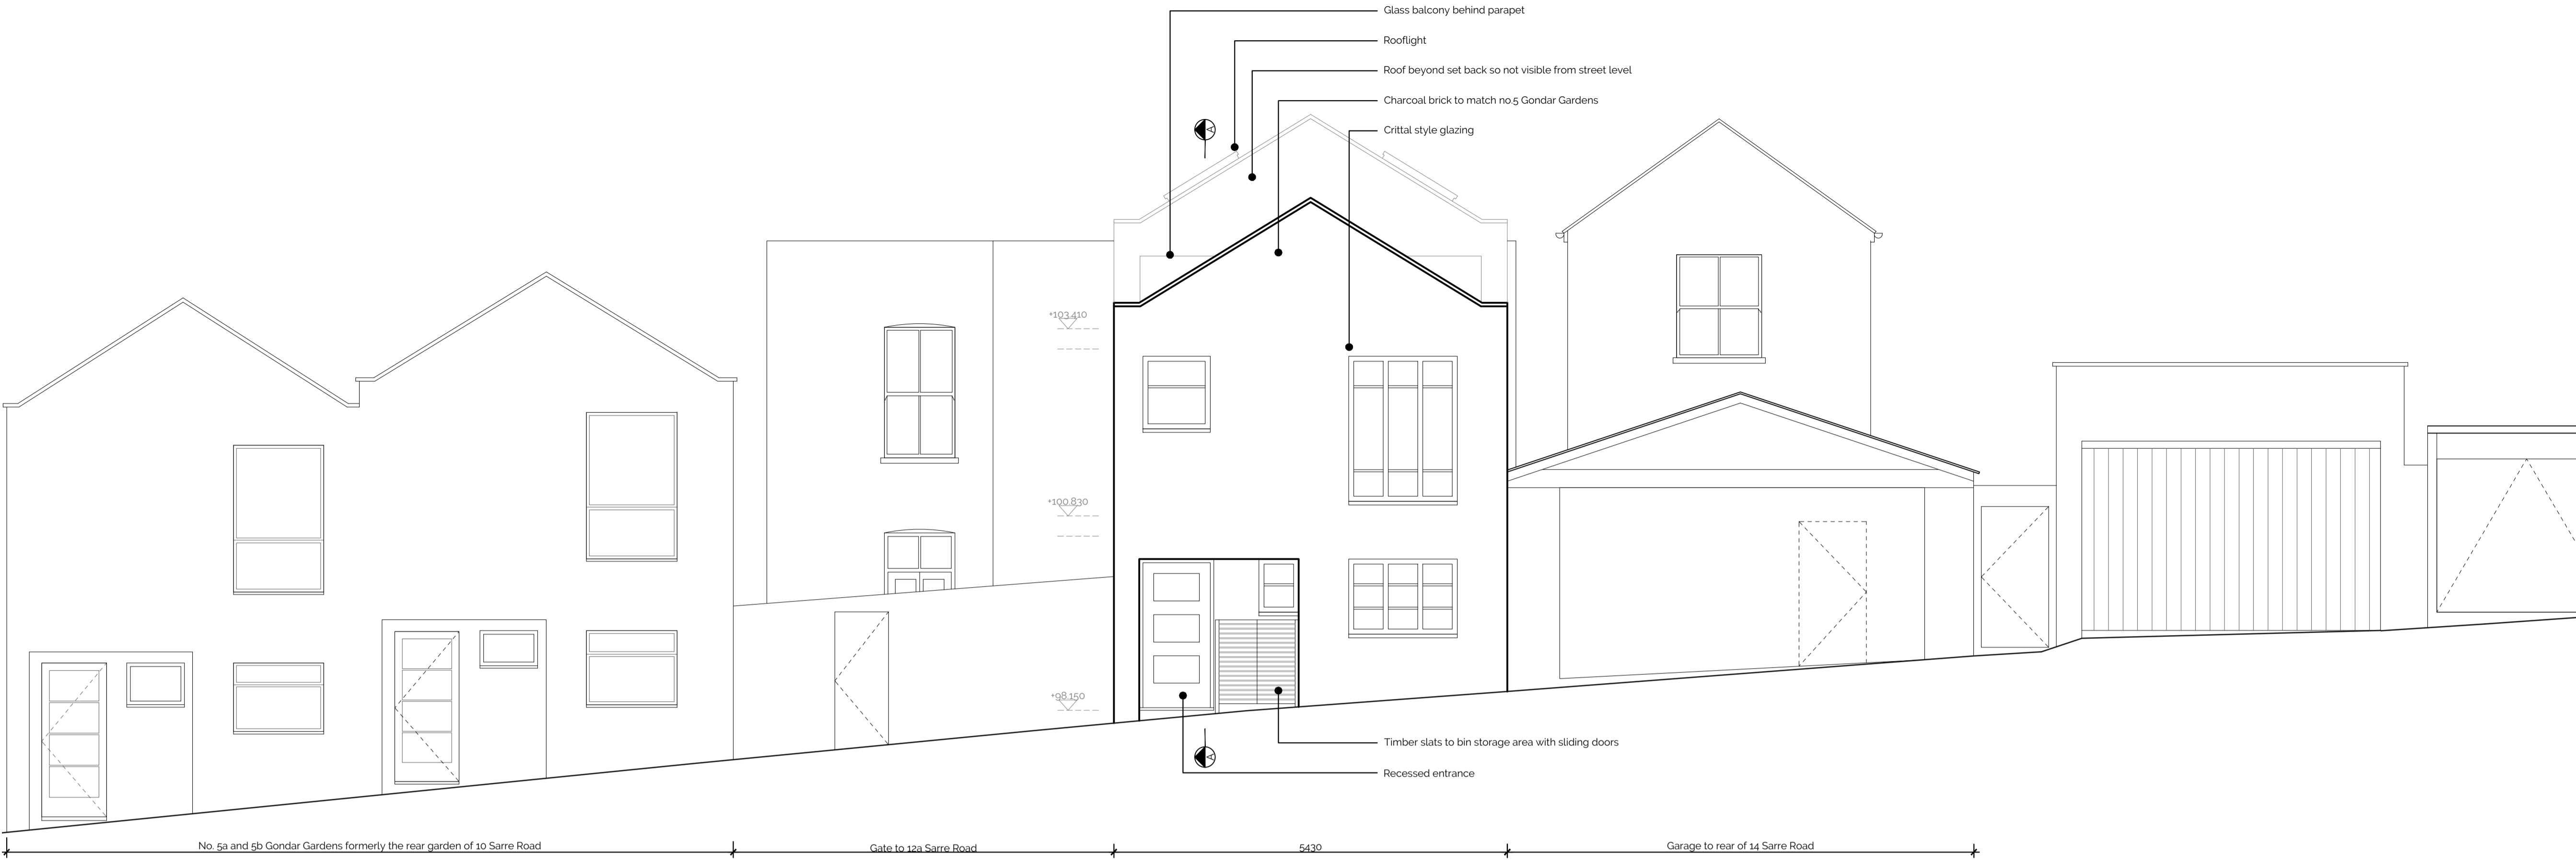 Glass balcony behind parapet
Rooflight
Roof beyond set back so not visible from street level
Charcoal brick to match no.5 Gondar Gardens
A
Crittal style glazing
+103.410
+100.830
+98.150
Timber slats to bin storage area with sliding doors
A
Recessed entrance
No. 5a and 5b Gondar Gardens formerly the rear garden of 10 Sarre Road
Gate to 12a Sarre Road
5430
Garage to rear of 14 Sarre Road